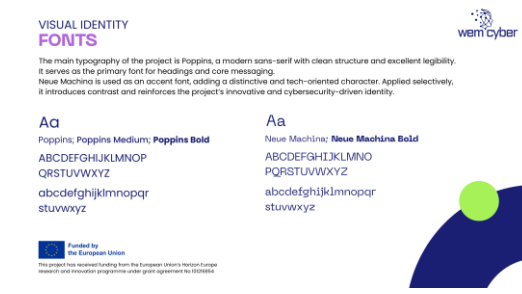 VISUAL IDENTITY
FONTS
wem cyber
The main typography of the project is Poppins, a modern sans-serif with clean structure and excellent legibility.
It serves as the primary font for headings and core messaging.
Neue Machina is used as an accent font, adding a distinctive and tech-oriented character. Applied selectively,
it introduces contrast and reinforces the project's innovative and cybersecurity-driven identity.
Aa
Poppins; Poppins Medium; Poppins Bold
ABCDEFGHIJKLMNOP
QRSTUVWXYZ
abcdefghijklmnopqr
stuvwxyz
Aa
Neue Machina; Neue Machina Bold
ABCDEFGHIJKLMNO
PQRSTUVWXYZ
abcdefghijklmnopqr
stuvwxyz
Funded by
the European Union
This project has received funding from the European Union's Horizon Europe
research and innovation programme under grant agreement No